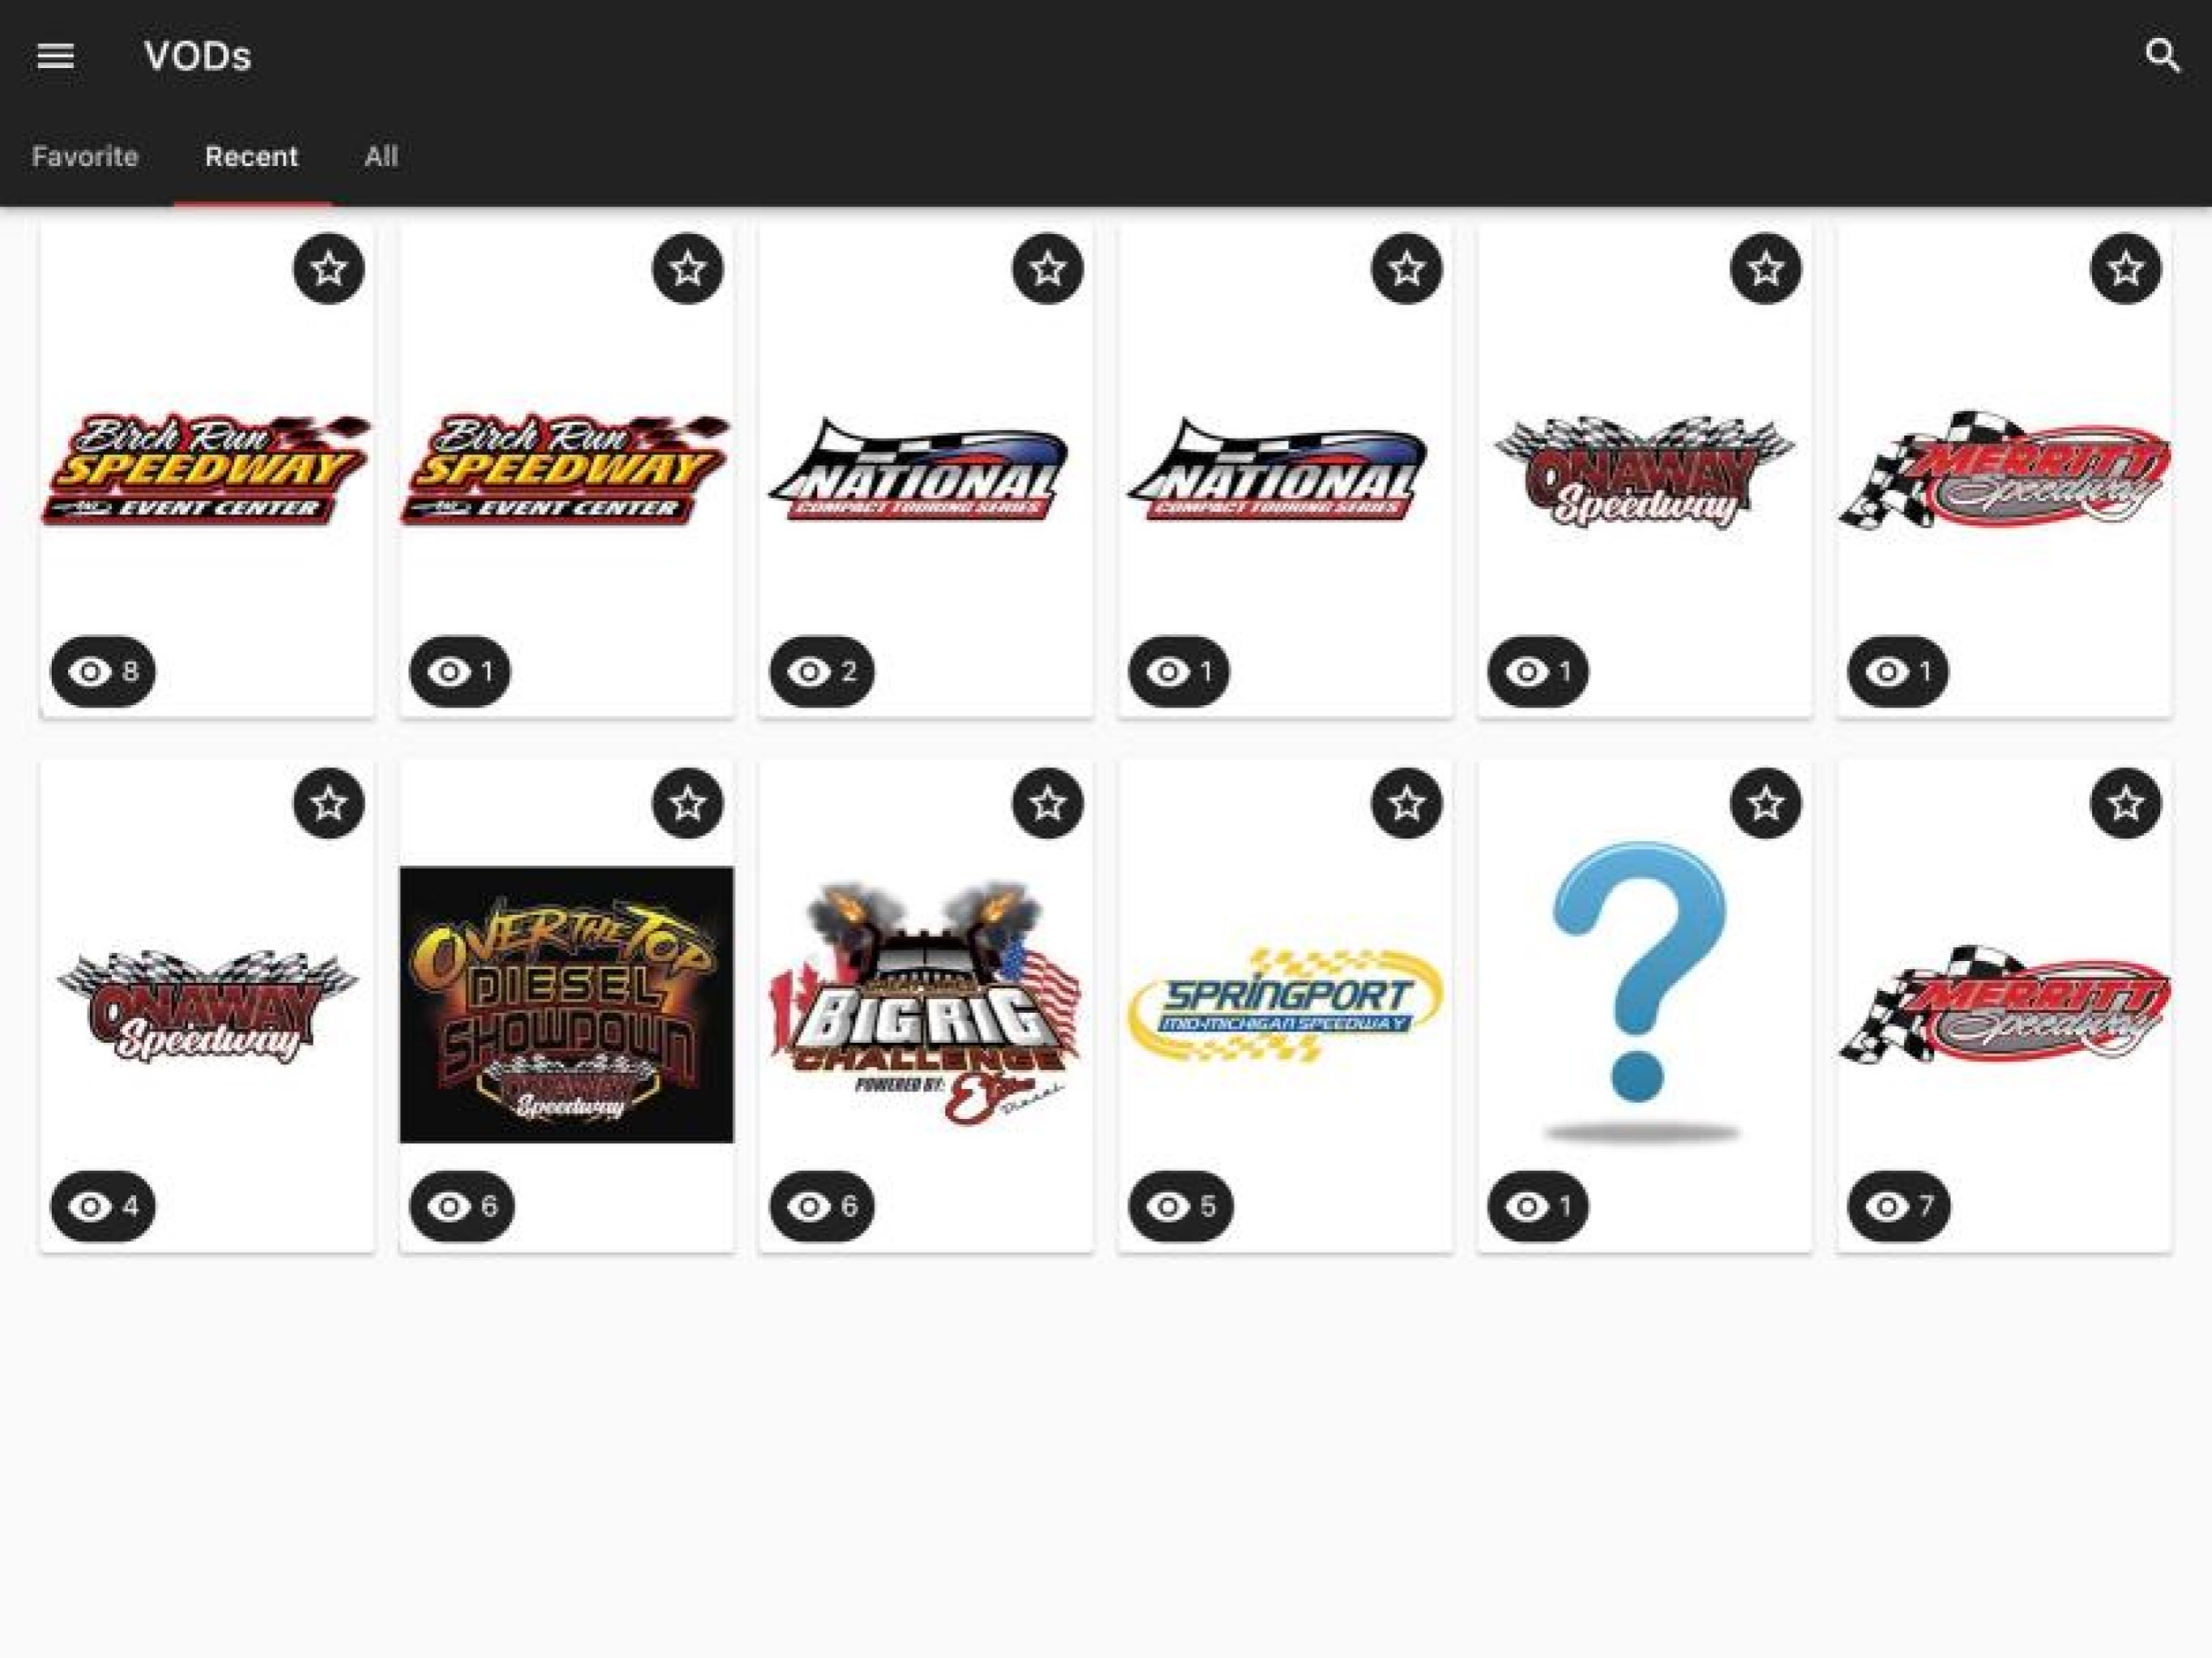 VODs
Favorite Recent All
Birch Run
SPEEDWAY
EVENT CENTER
8
Birch Run
SPEEDWAY
EVENT CENTER
1
NATIONAL
COMPACT TOURING SERIES
2
NATIONAL
COMPACT TOURING SERIES
1
ONAWAY
Speedway
1
MERRITT
Speedway
1
ONAWAY
Speedway
4
OVER THE TOP
DIESEL
SHOWDOWN
ONAWAY
Speedway
6
BIG RIG
CHALLENGE
POWERED BY:
Diesel
6
SPRINGPORT
MID-MICHIGAN SPEEDWAY
5
?
1
MERRITT
Speedway
7